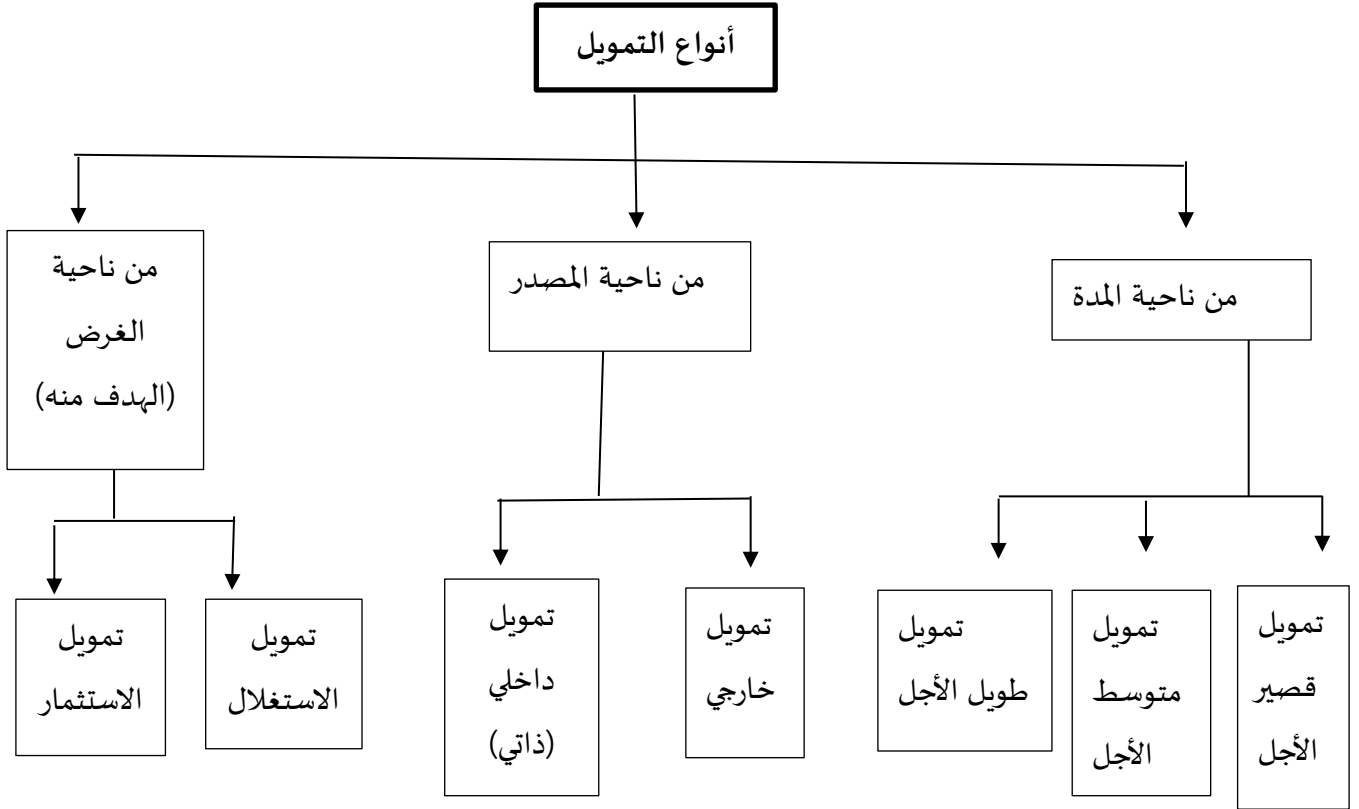 أنواع التمويل
من ناحية المدة
من ناحية المصدر
من ناحية
الغرض
(الهدف منه)
تمويل
قصير
الأجل
تمويل
متوسط
الأجل
تمويل
طويل الأجل
تمويل
خارجي
تمويل
داخلي
(ذاتي)
تمويل
الاستغلال
تمويل
الاستثمار